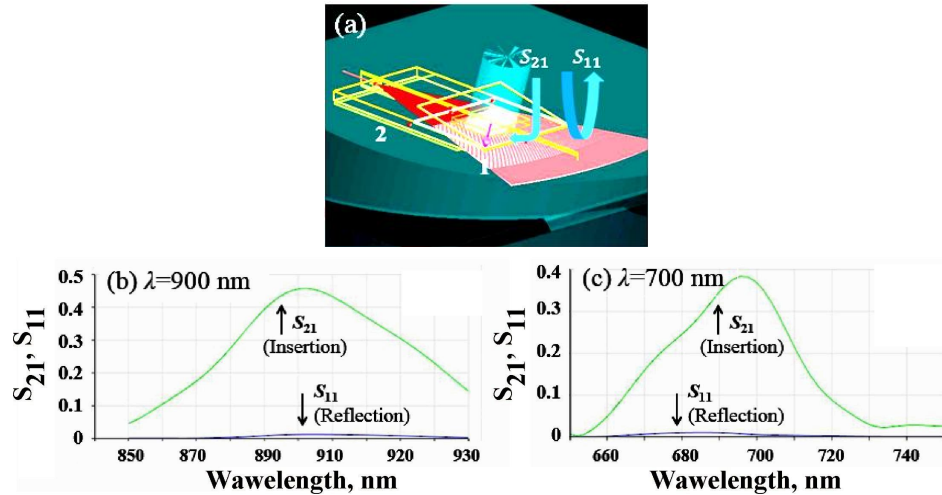 (a)
S21 S11
2
1
(b) λ=900 nm
S21, S11
0.5
0.4
0.3
0.2
0.1
0
S21
(Insertion)
S11
(Reflection)
850 870 890 910 920 930
Wawelength, nm
(c) λ=700 nm
S21, S11
0.4
0.3
0.2
0.1
0
S21
(Insertion)
S11
(Reflection)
660 680 700 720 740
Wawelength, nm